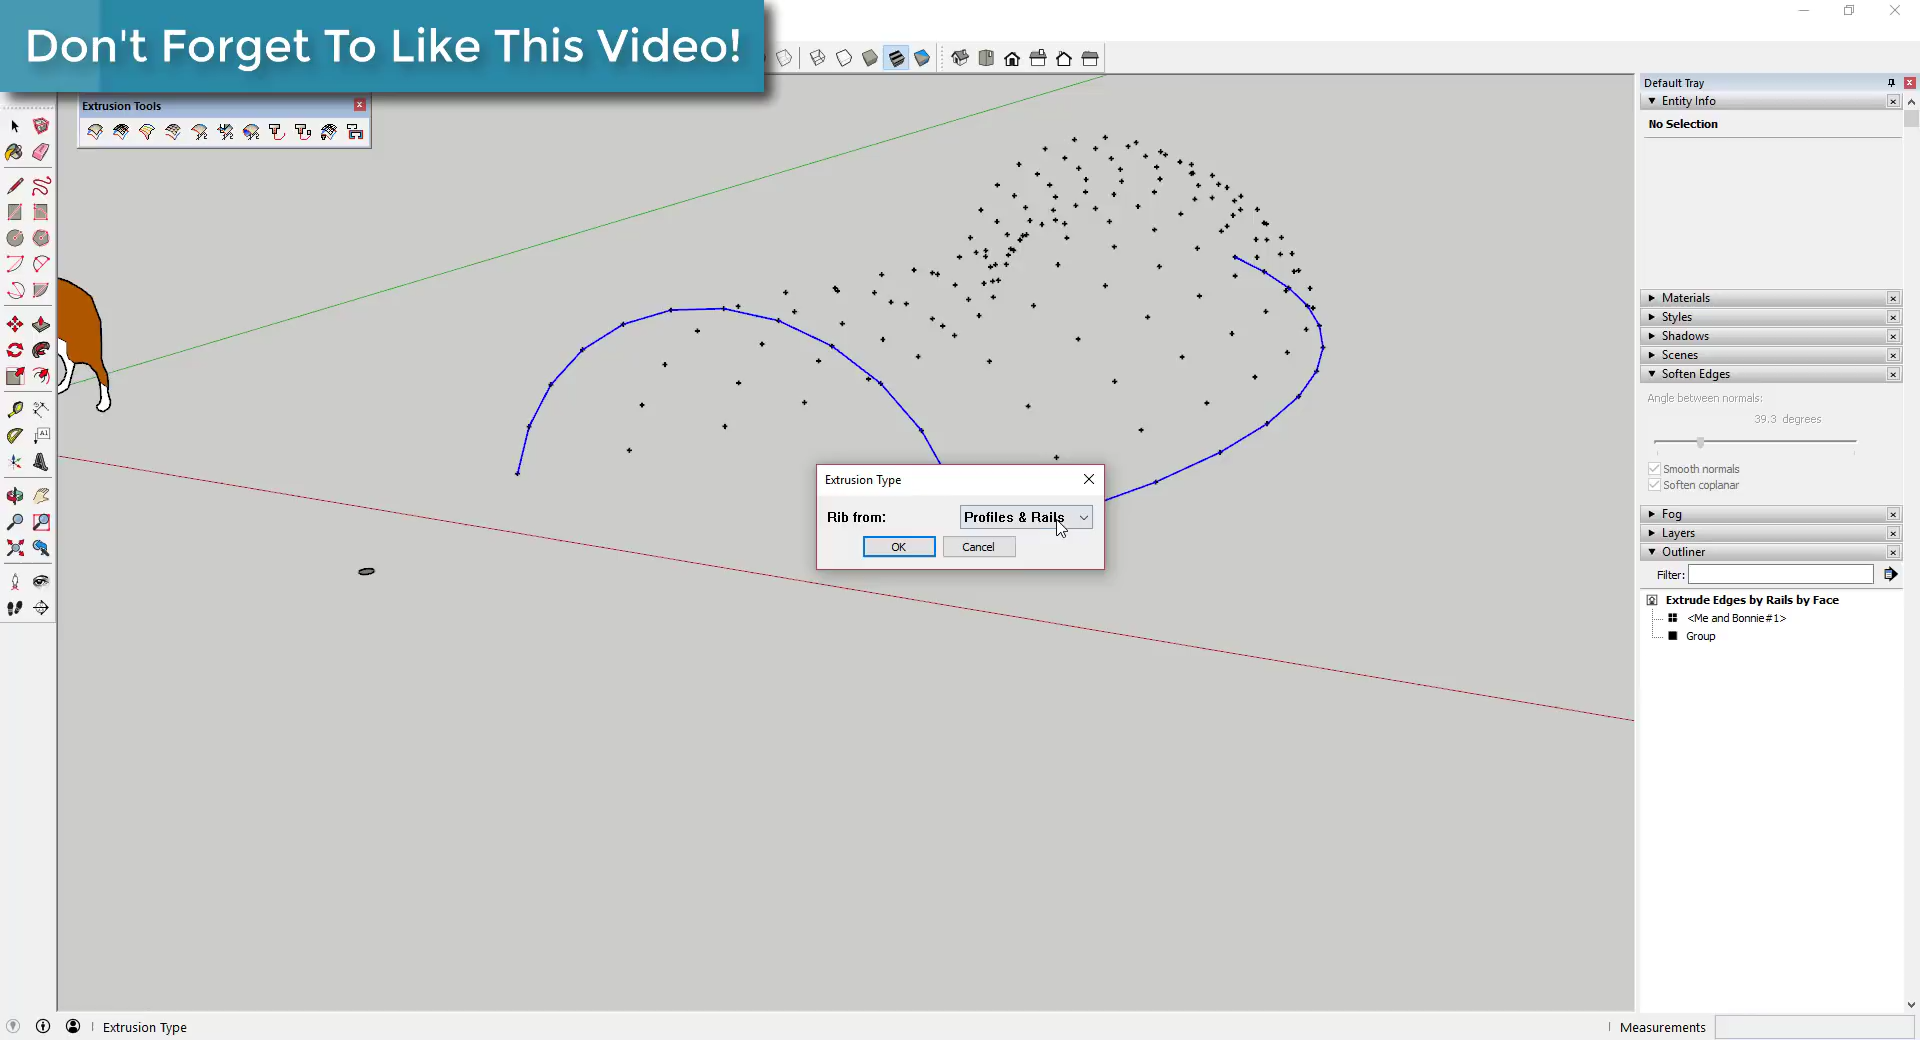 Don't Forget To Like This Video!
Extrusion Tools
A1
Extrusion Type
Rib from:
Profiles & Rails
OK
Cancel
Default Tray
Entity Info
No Selection
Materials
Styles
Shadows
Scenes
Soften Edges
Angle between normals:
39.3 degrees
Smooth normals
Soften coplanar
Fog
Layers
Outliner
Filter:
Extrude Edges by Rails by Face
<Me and Bonnie#1>
Group
Extrusion Type
Measurements